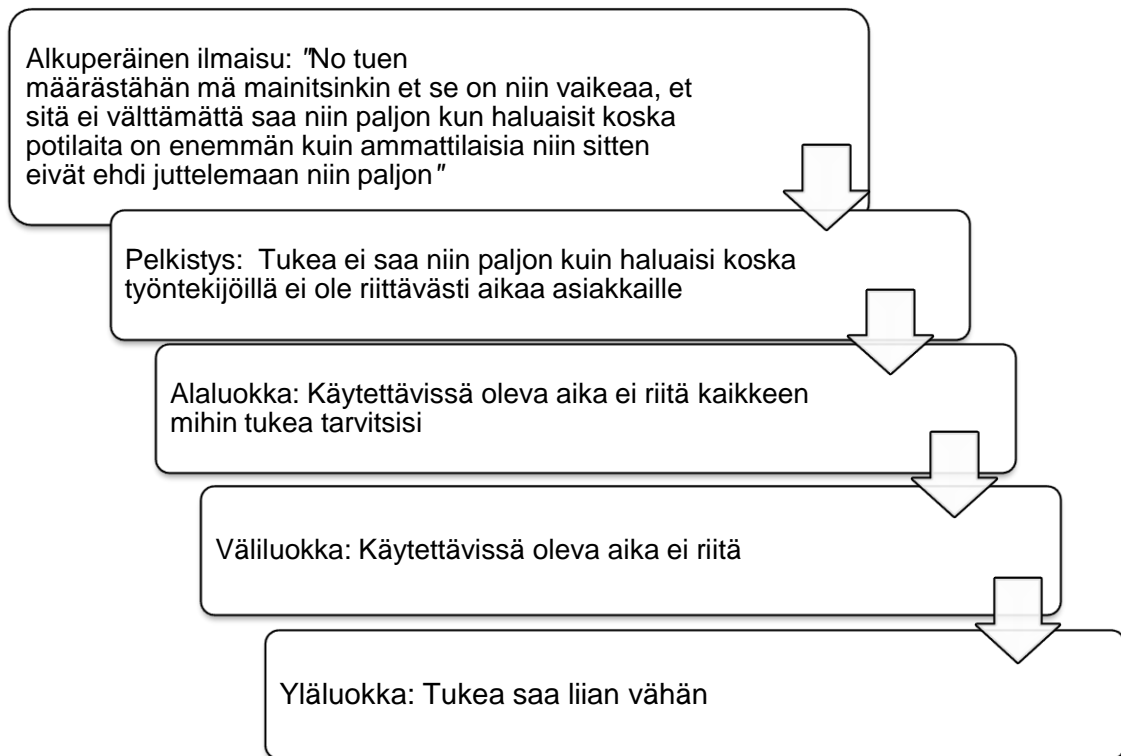 Alkuperäinen ilmaisu: "No tuen
määrästähän mä mainitsinkin et se on niin vaikeaa, et
sitä ei välttämättä saa niin paljon kun haluaisit koska
potilaita on enemmän kuin ammattilaisia niin sitten
eivät ehdi juttelemaan niin paljon"
Pelkistys: Tukea ei saa niin paljon kuin haluaisi koska
työntekijöillä ei ole riittävästi aikaa asiakkaille
Alaluokka: Käytettävissä oleva aika ei riitä kaikkeen
mihin tukea tarvitsisi
Väliluokka: Käytettävissä oleva aika ei riitä
Yläluokka: Tukea saa liian vähän